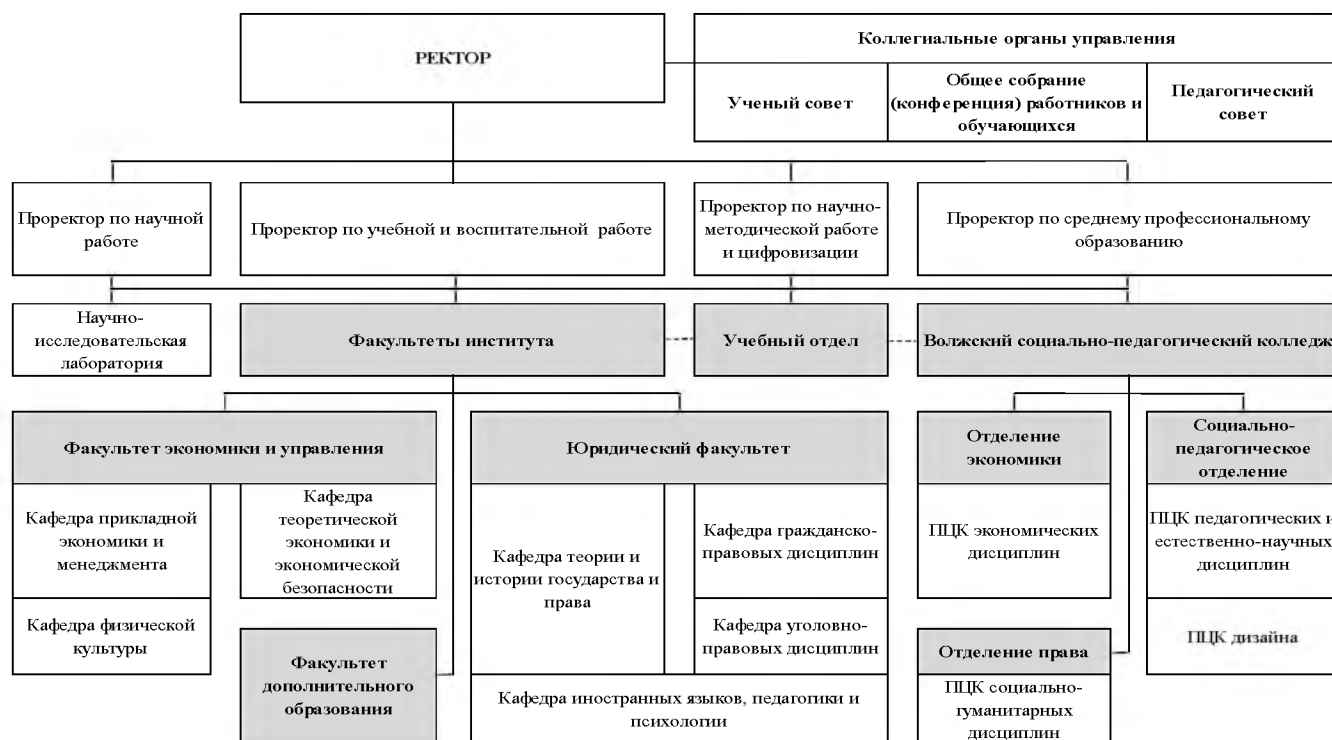 РЕКТОР
Коллегиальные органы управления
Ученый совет
Общее собрание
(конференция) работников и
обучающихся
Педагогический
совет
Проректор по научной
работе
Проректор по учебной и воспитательной работе
Проректор по научно-
методической работе
и цифровизации
Проректор по среднему профессиональному
образованию
Научно-
исследовательская
лаборатория
Факультеты института
Учебный отдел
Волжский социально-педагогический колледж
Факультет экономики и управления
Юридический факультет
Отделение
экономики
Социально-
педагогическое
отделение
Кафедра прикладной
экономики и
менеджмента
Кафедра
теоретической
экономики и
экономической
безопасности
Кафедра теории и
истории государства и
права
Кафедра гражданско-
правовых дисциплин
ПЦК экономических
дисциплин
ПЦК педагогических и
естественно-научных
дисциплин
Кафедра физической
культуры
Факультет
дополнительного
образования
Кафедра уголовно-
правовых дисциплин
Отделение права
ПЦК дизайна
Кафедра иностранных языков, педагогики и
психологии
ПЦК социально-
гуманитарных
дисциплин